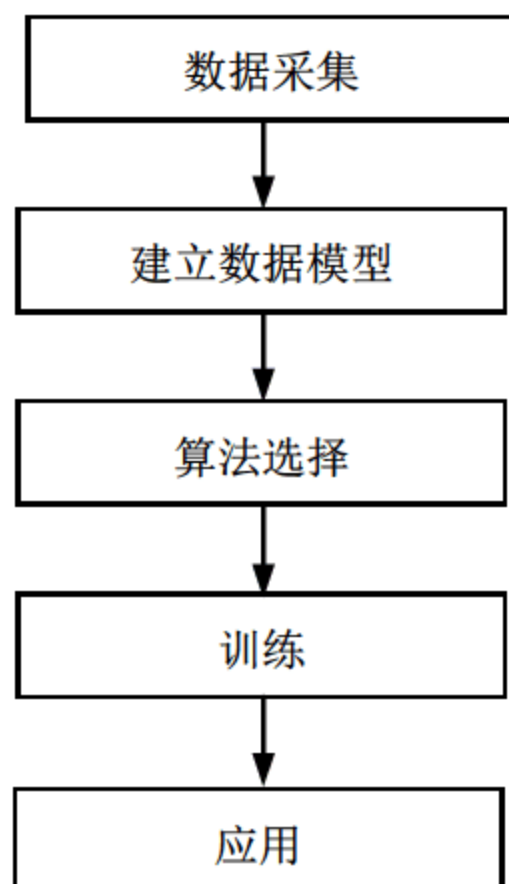 数据采集
建立数据模型
算法选择
训练
应用